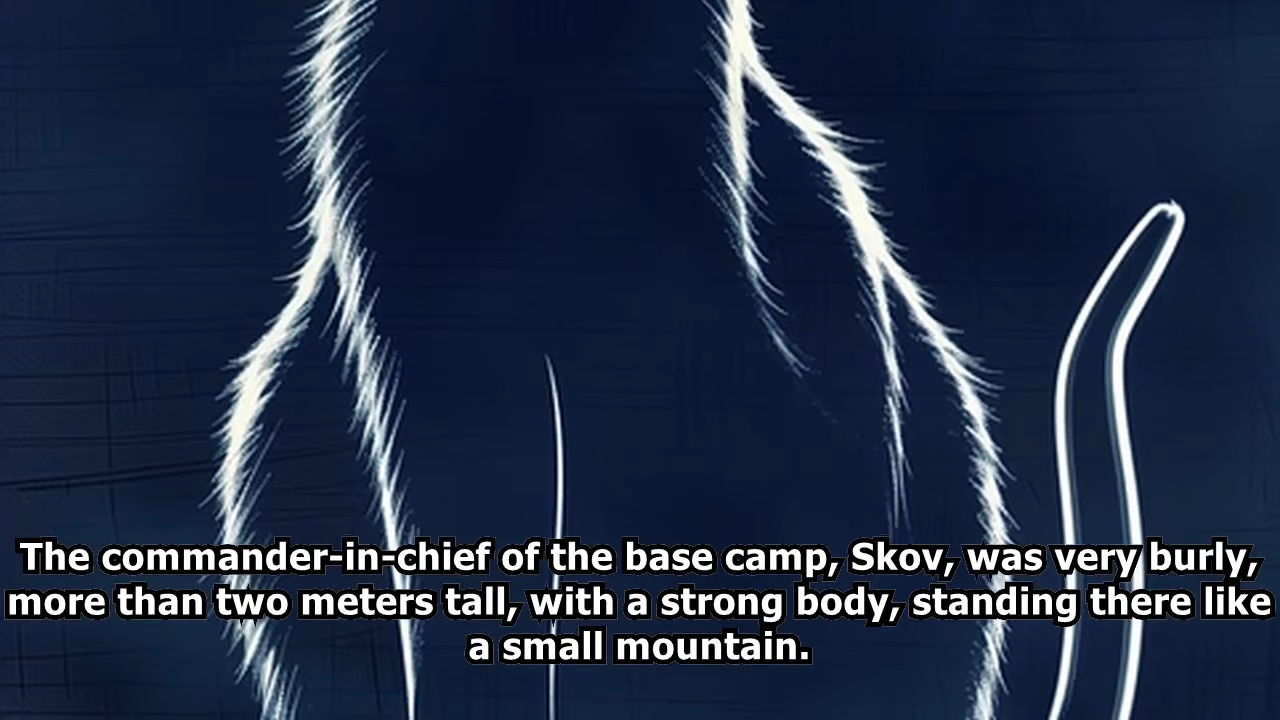 The commander-in-chief of the base camp, Skov, was very burly,
more than two meters tall, with a strong body, standing there like
a small mountain.